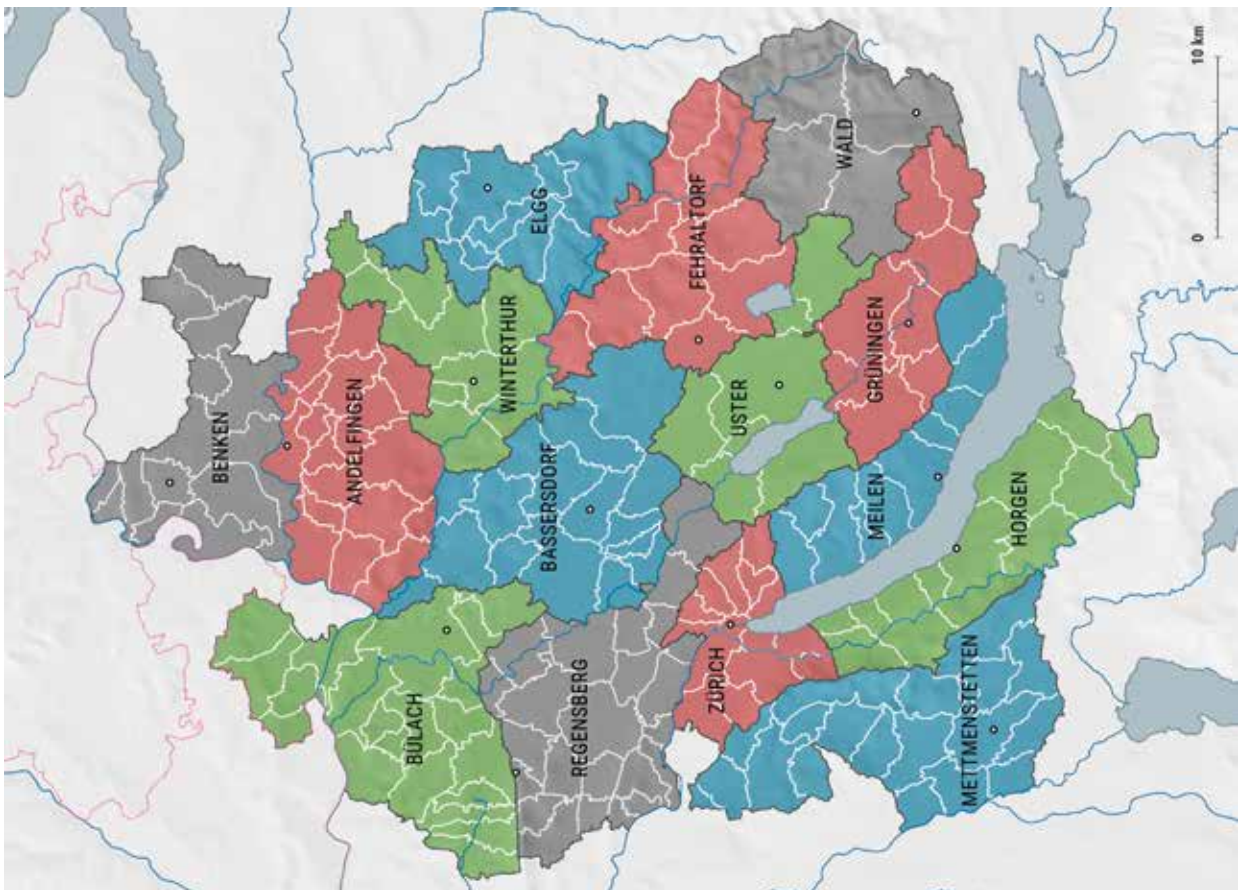 BENKEN
ANDELFINGEN
BÜLACH
WINTERTHUR
ELGG
BASSERSDORF
REGENSBERG
FEHRALTORF
USTER
WALD
ZÜRICH
GRÜNINGEN
MEILEN
HORGEN
METTMENSTETTEN
0
10 km